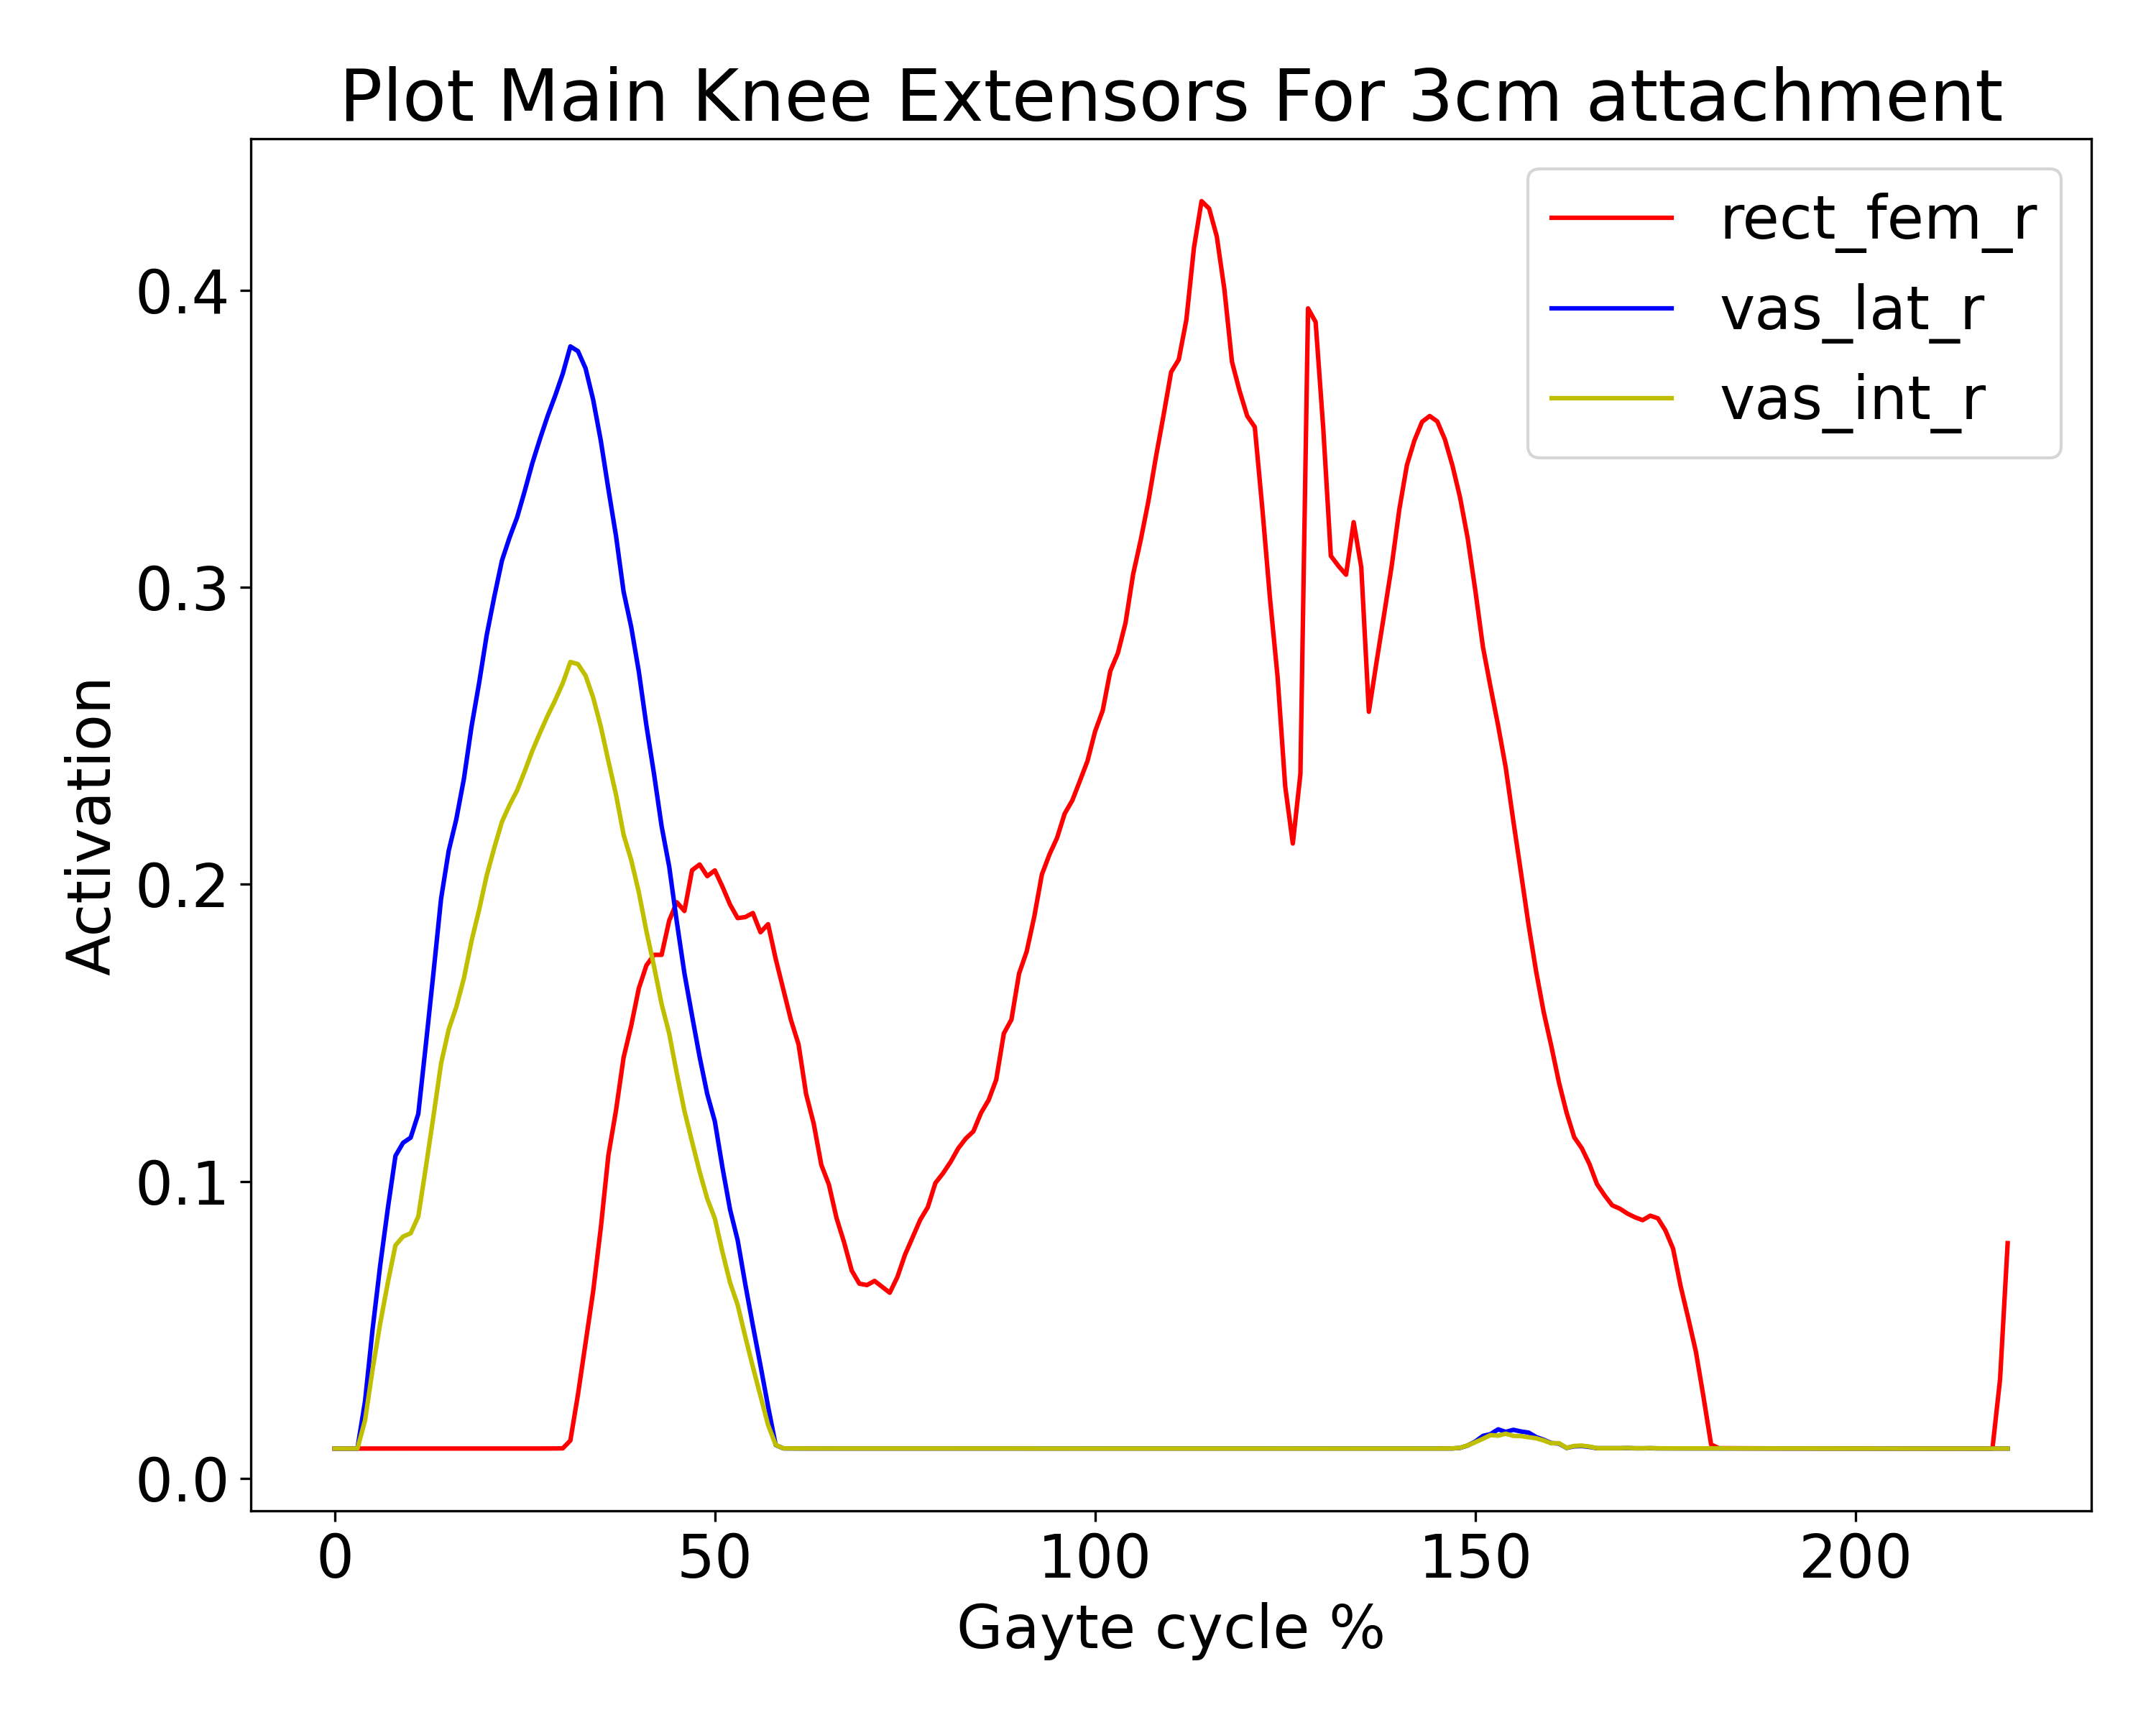 Plot Main Knee Extensors For 3cm attachment
rect_fem_r
vas_lat_r
vas_int_r
Activation
0.4
0.3
0.2
0.1
0.0
0 50 100 150 200
Gayte cycle %